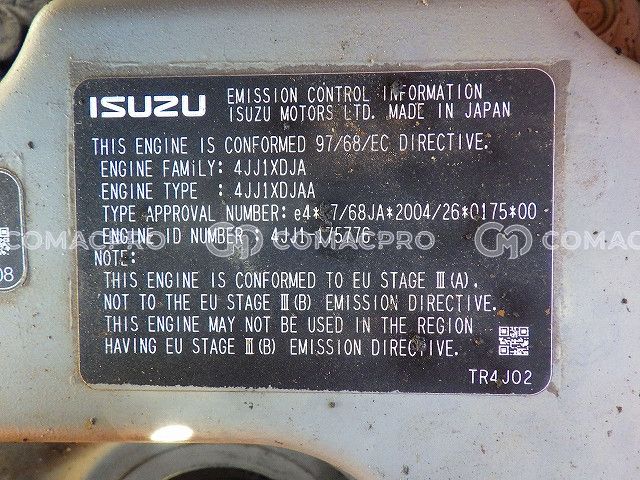 ISUZU
EMISSION CONTROL INFORMATION
ISUZU MOTORS LTD. MADE IN JAPAN
THIS ENGINE IS CONFORMED 97/68/EC DIRECTIVE.
ENGINE FAMILY: 4JJ1XDJA
ENGINE TYPE : 4JJ1XDJAA
TYPE APPROVAL NUMBER: e4* 7/68JA*2004/26*0175*00
ENGINE ID NUMBER : 4JJ1-175776
NOTE:
THIS ENGINE IS CONFORMED TO EU STAGE Ⅲ(A).
NOT TO THE EU STAGE Ⅲ(B) EMISSION DIRECTIVE.
THIS ENGINE MAY NOT BE USED IN THE REGION
HAVING EU STAGE Ⅲ(B) EMISSION DIRECTIVE.
TR4J02
08
COMACPRO
COMACPRO